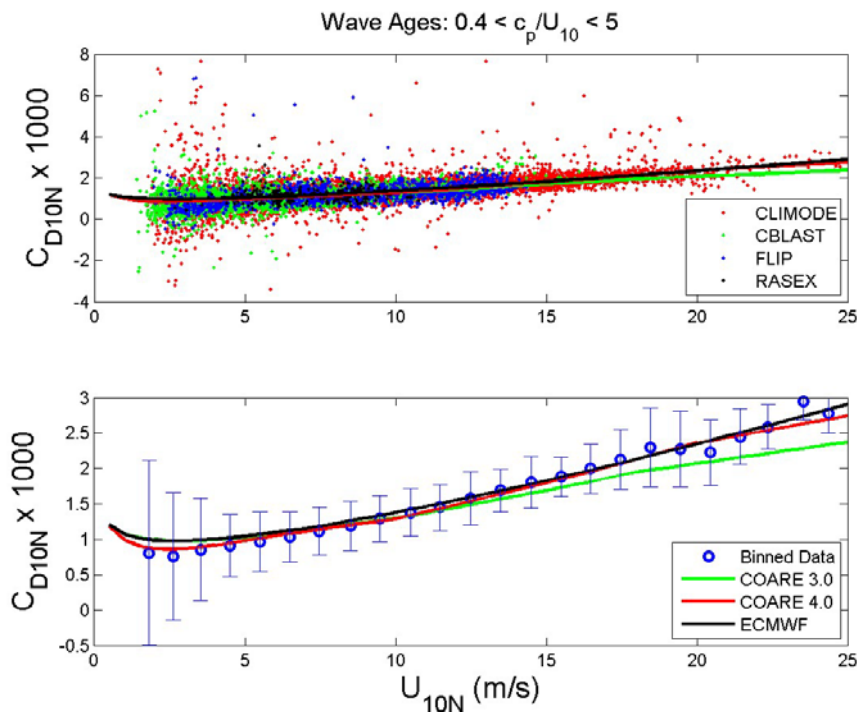 Wave Ages: 0.4 < c_p/U_10 < 5
C_D10N x 1000
8
6
4
2
0
-2
-4
0
5
10
15
20
25
CLIMODE
CBLAST
FLIP
RASEX
C_D10N x 1000
3
2.5
2
1.5
1
0.5
0
-0.5
0
5
10
15
20
25
Binned Data
COARE 3.0
COARE 4.0
ECMWF
U_10N (m/s)